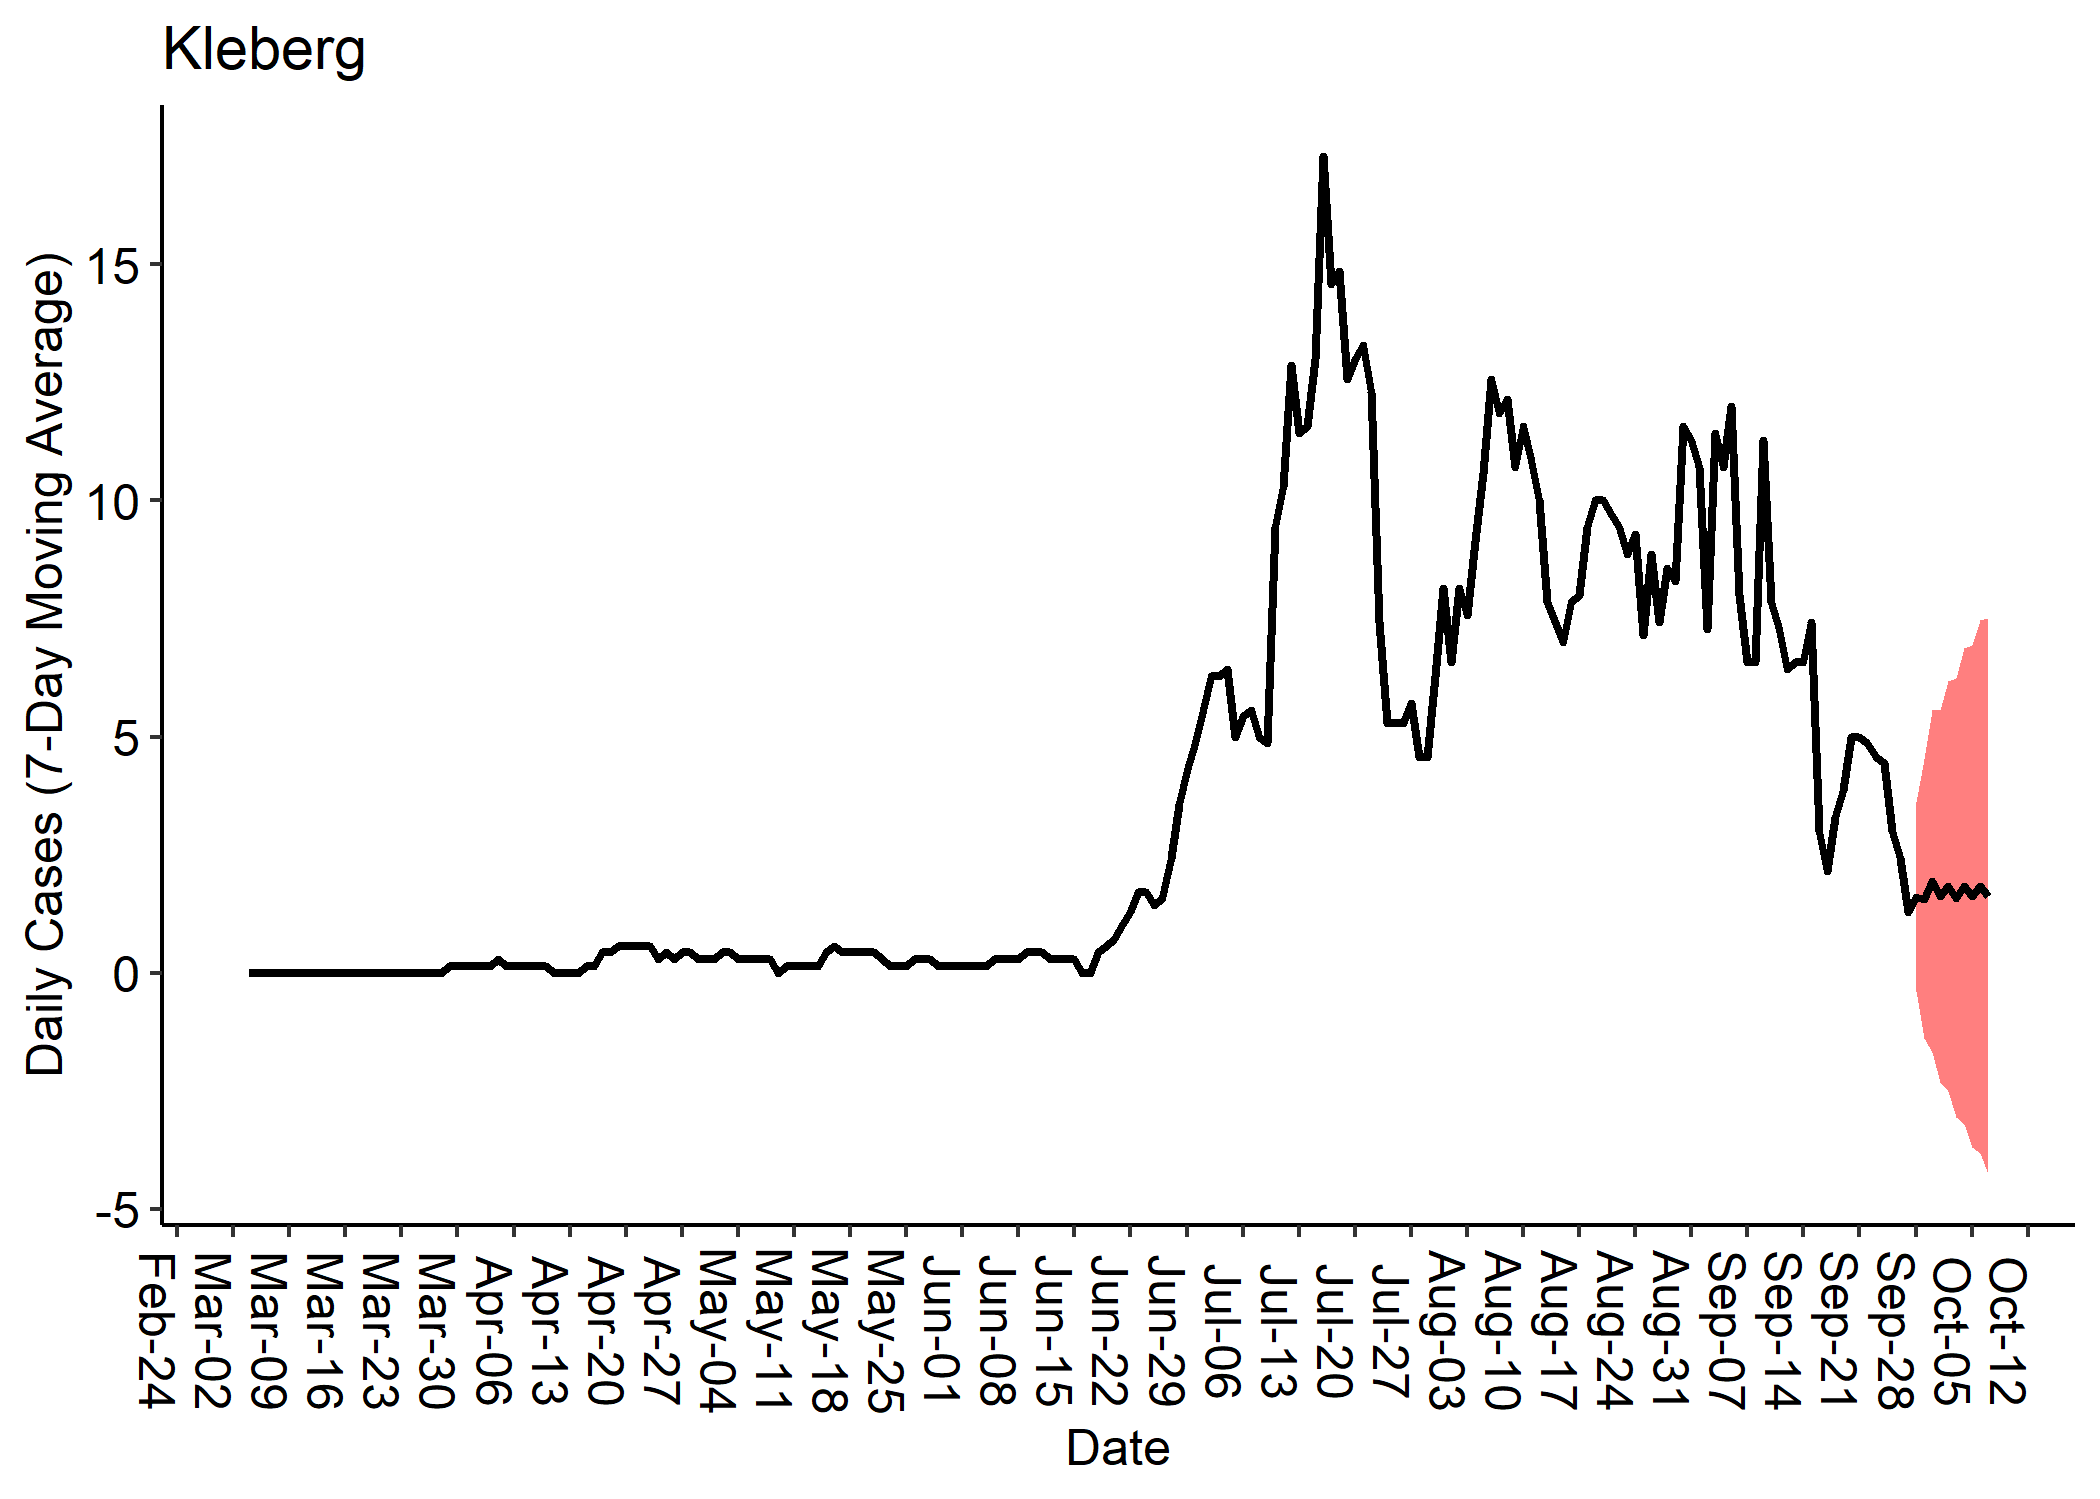 Kleberg
Daily Cases (7-Day Moving Average)
15
10
5
0
-5
Feb-24
Mar-02
Mar-09
Mar-16
Mar-23
Mar-30
Apr-06
Apr-13
Apr-20
Apr-27
May-04
May-11
May-18
May-25
Jun-01
Jun-08
Jun-15
Jun-22
Jun-29
Jul-06
Jul-13
Jul-20
Jul-27
Aug-03
Aug-10
Aug-17
Aug-24
Aug-31
Sep-07
Sep-14
Sep-21
Sep-28
Oct-05
Oct-12
Date